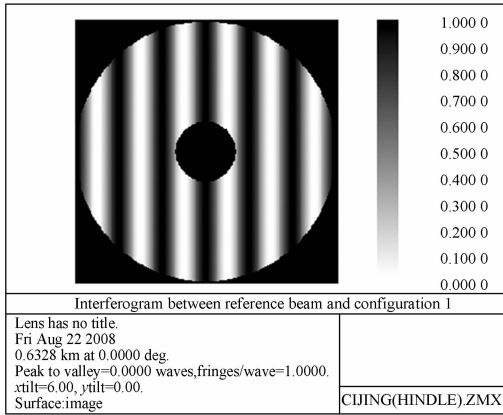 1.000 0
0.900 0
0.800 0
0.700 0
0.600 0
0.500 0
0.400 0
0.300 0
0.200 0
0.100 0
0.000 0
Interferogram between reference beam and configuration 1
Lens has no title.
Fri Aug 22 2008
0.6328 km at 0.0000 deg.
Peak to valley=0.0000 waves,fringes/wave=1.0000.
xtilt=6.00, ytilt=0.00.
Surface:image
CIJING(HINDLE).ZMX